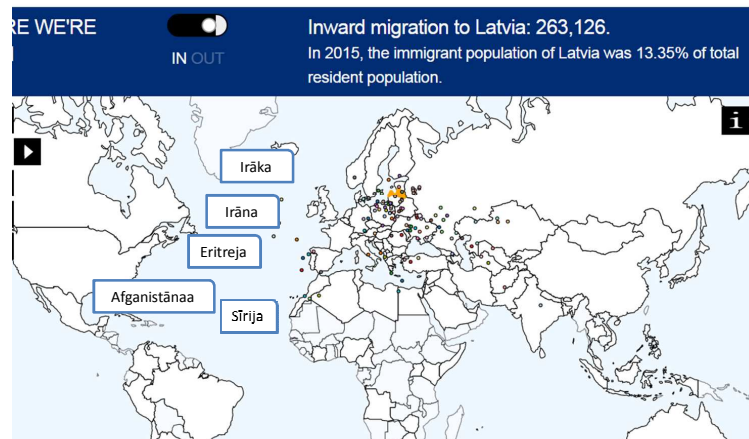 RE WE'RE
IN OUT
Inward migration to Latvia: 263,126.
In 2015, the immigrant population of Latvia was 13.35% of total
resident population.
i
Irāka
Irāna
Eritreja
Afganistānaa
Sīrija